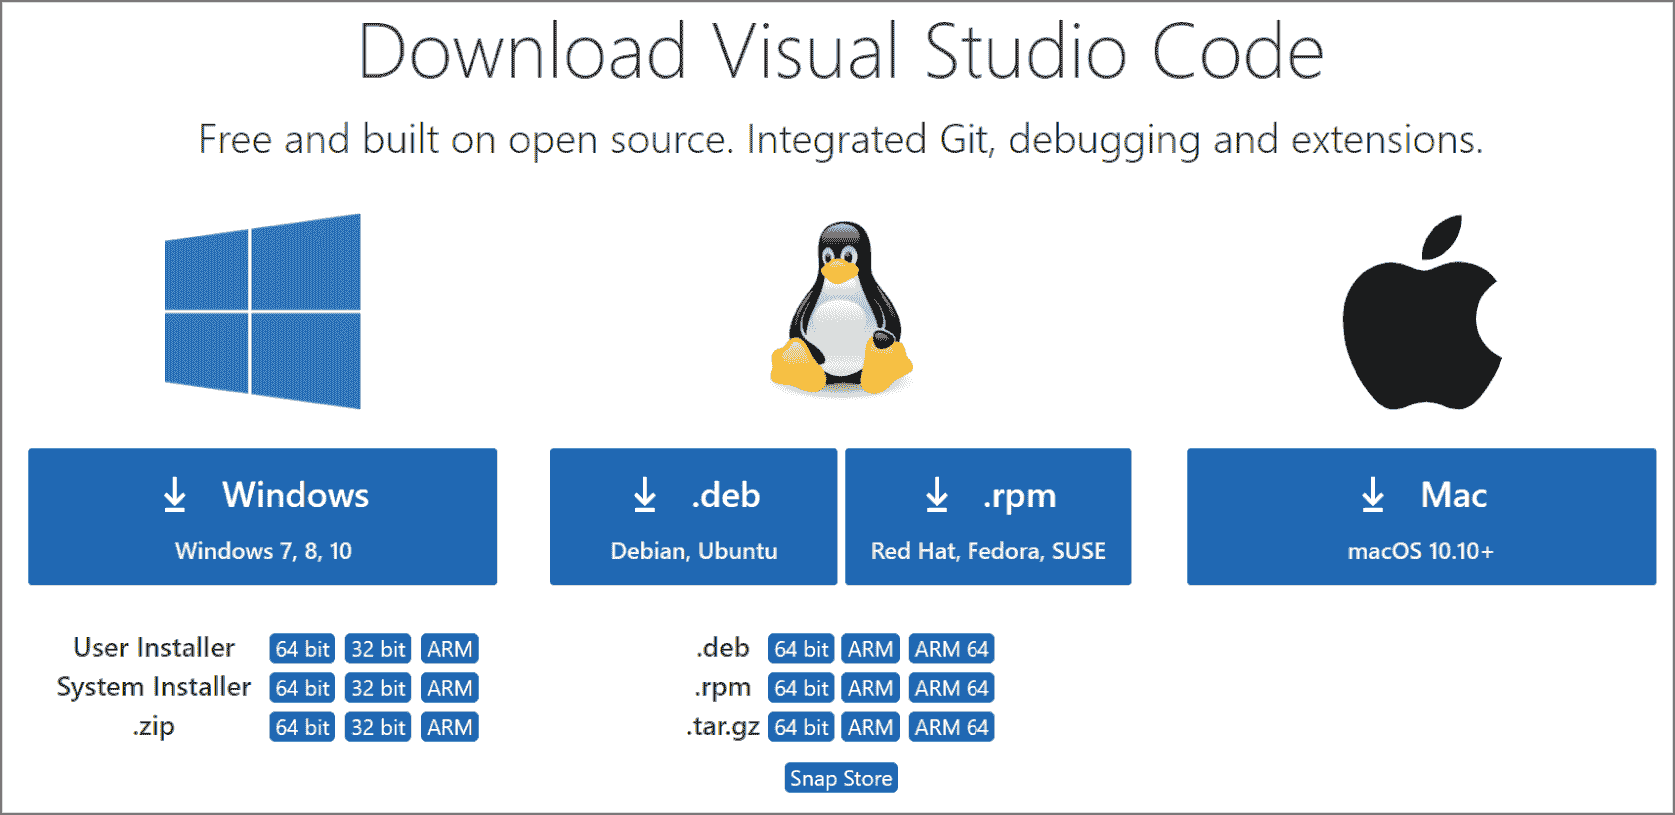 Download Visual Studio Code
Free and built on open source. Integrated Git, debugging and extensions.
Windows
Windows 7, 8, 10
.deb
Debian, Ubuntu
.rpm
Red Hat, Fedora, SUSE
Mac
macOS 10.10+
User Installer 64 bit 32 bit ARM
System Installer 64 bit 32 bit ARM
.zip 64 bit 32 bit ARM
.deb 64 bit ARM ARM 64
.rpm 64 bit ARM ARM 64
.tar.gz 64 bit ARM ARM 64
Snap Store